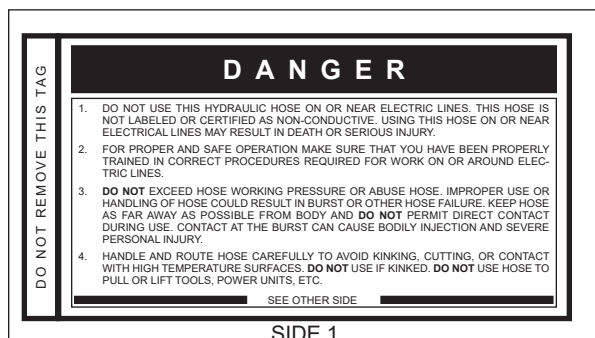 DO NOT REMOVE THIS TAG
DANGER
1. DO NOT USE THIS HYDRAULIC HOSE ON OR NEAR ELECTRIC LINES. THIS HOSE IS
NOT LABELED OR CERTIFIED AS NON-CONDUCTIVE. USING THIS HOSE ON OR NEAR
ELECTRICAL LINES MAY RESULT IN DEATH OR SERIOUS INJURY.
2. FOR PROPER AND SAFE OPERATION MAKE SURE THAT YOU HAVE BEEN PROPERLY
TRAINED IN CORRECT PROCEDURES REQUIRED FOR WORK ON OR AROUND ELEC-
TRIC LINES.
3. DO NOT EXCEED HOSE WORKING PRESSURE OR ABUSE HOSE. IMPROPER USE OR
HANDLING OF HOSE COULD RESULT IN BURST OR OTHER HOSE FAILURE. KEEP HOSE
AS FAR AWAY AS POSSIBLE FROM BODY AND DO NOT PERMIT DIRECT CONTACT
DURING USE. CONTACT AT THE BURST CAN CAUSE BODILY INJECTION AND SEVERE
PERSONAL INJURY.
4. HANDLE AND ROUTE HOSE CAREFULLY TO AVOID KINKING, CUTTING, OR CONTACT
WITH HIGH TEMPERATURE SURFACES. DO NOT USE IF KINKED. DO NOT USE HOSE TO
PULL OR LIFT TOOLS, POWER UNITS, ETC.
SEE OTHER SIDE
SIDE 1